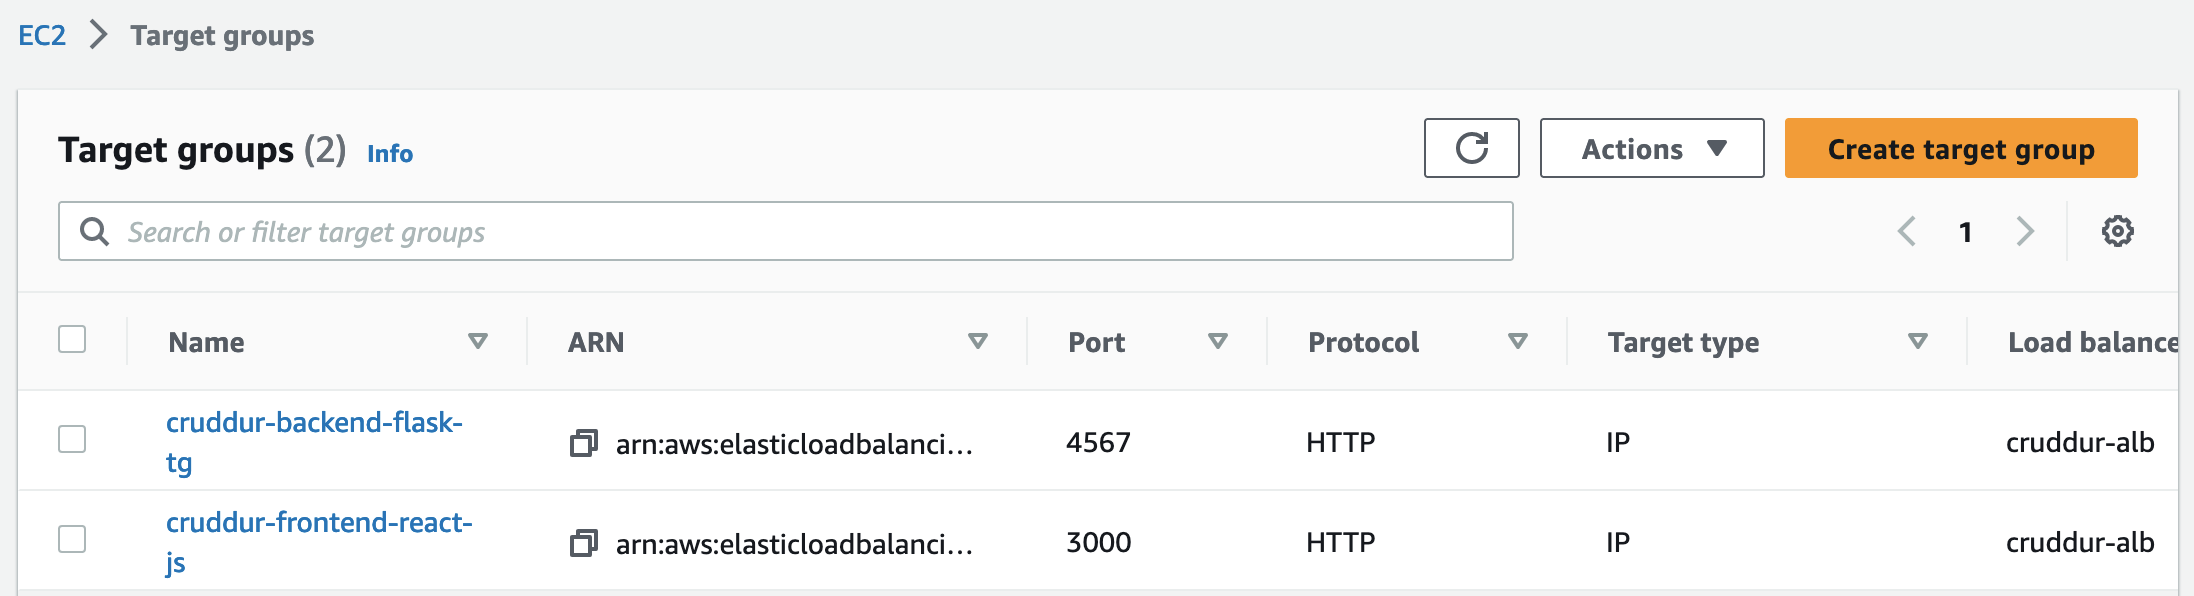 EC2 > Target groups
Target groups (2) Info
Actions
Create target group
Search or filter target groups
1
Name ARN Port Protocol Target type Load balance
cruddur-backend-flask-
tg
arn:aws:elasticloadbalanci... 4567 HTTP IP cruddur-alb
cruddur-frontend-react-
js
arn:aws:elasticloadbalanci... 3000 HTTP IP cruddur-alb